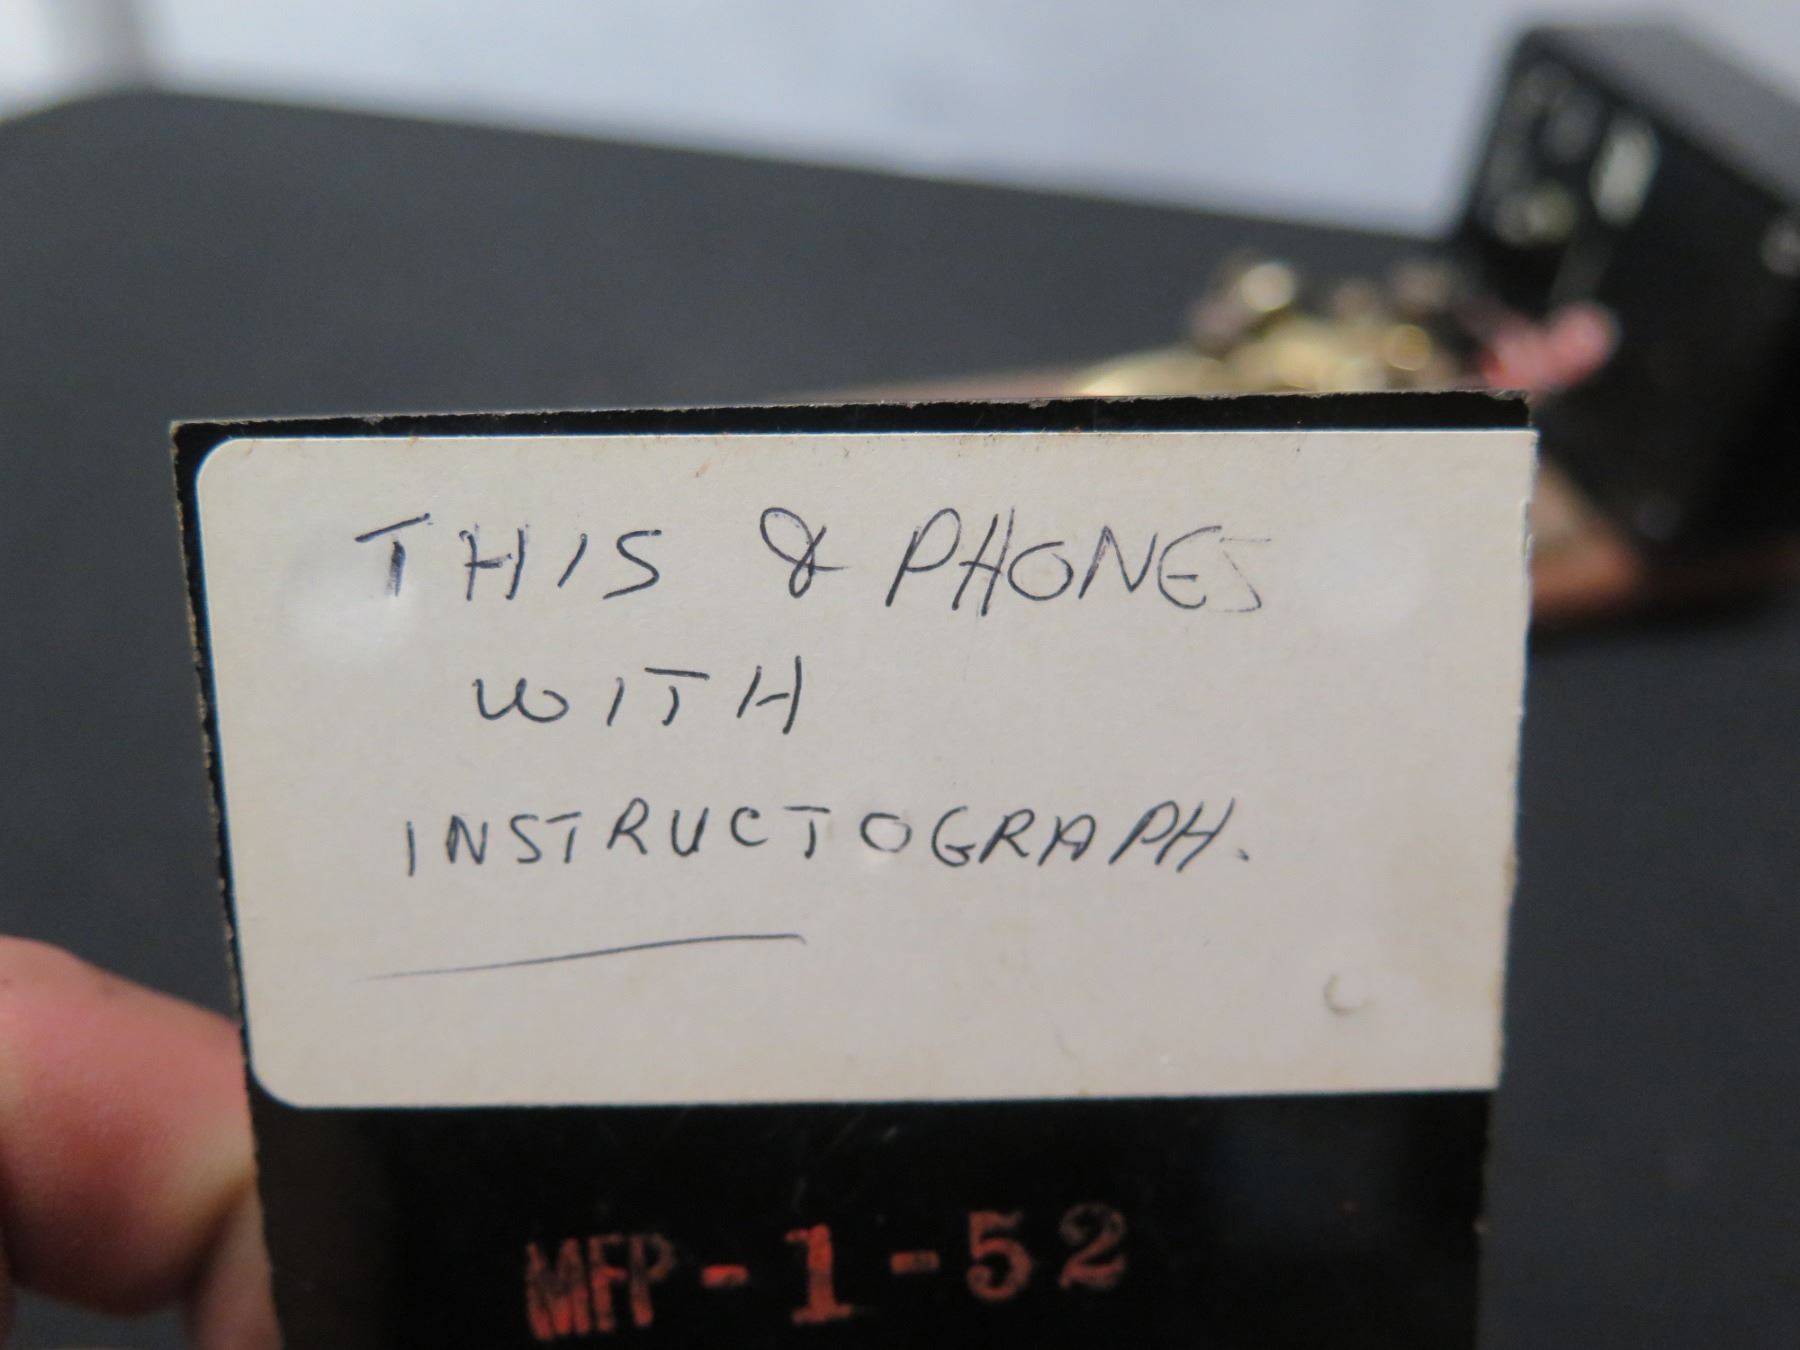 THIS & PHONES
WITH
INSTRUCTOGRAPH.
MFP-1-52